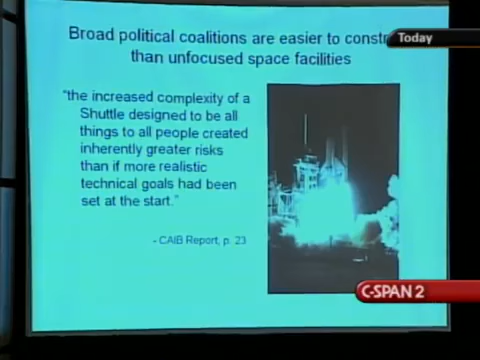 Broad political coalitions are easier to constr
Today
than unfocused space facilities
“the increased complexity of a
Shuttle designed to be all
things to all people created
inherently greater risks
than if more realistic
technical goals had been
set at the start.”
- CAIB Report, p. 23
C-SPAN 2